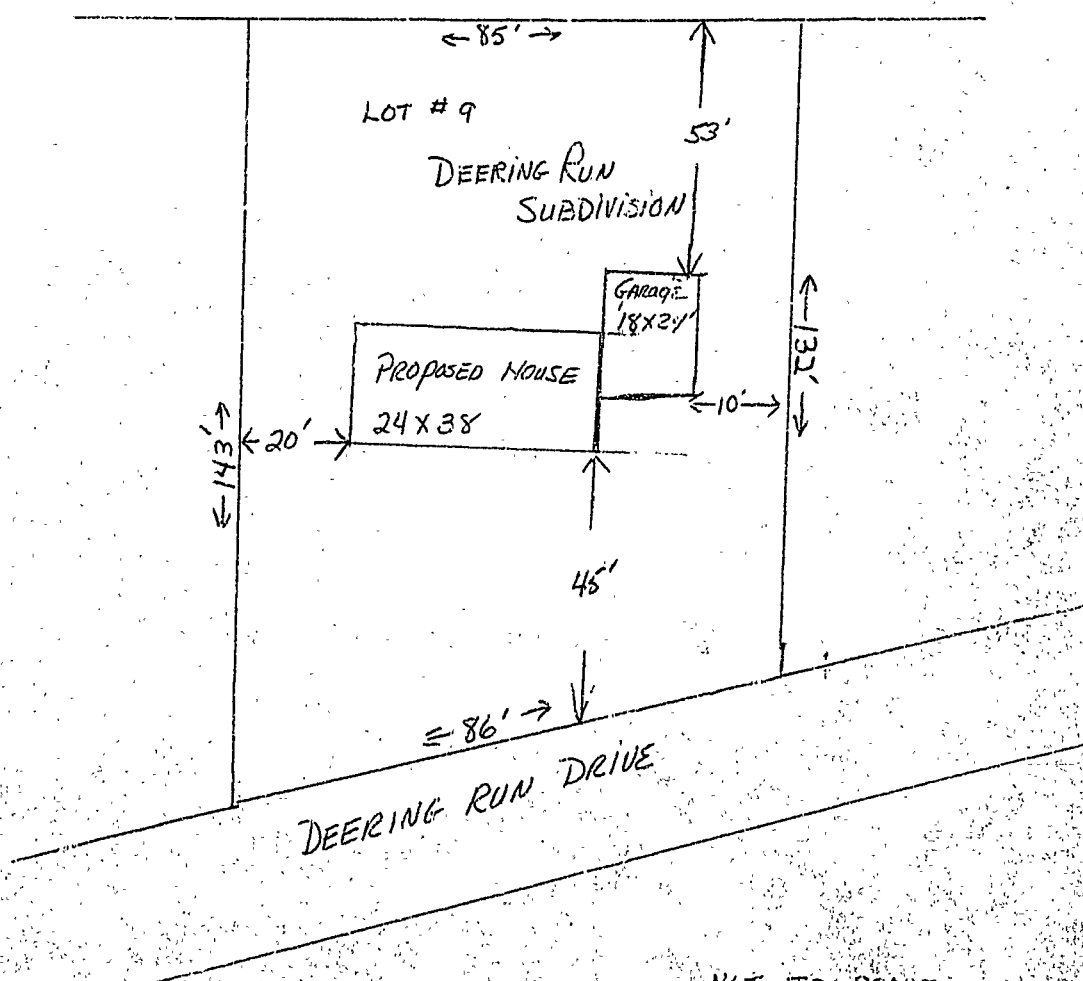 85'
LOT # 9
53'
DEERING RUN
SUBDIVISION
GARAGE
18X24'
PROPOSED HOUSE
24 X 38
20'
10'
143'
132'
45'
86'
DEERING RUN DRIVE